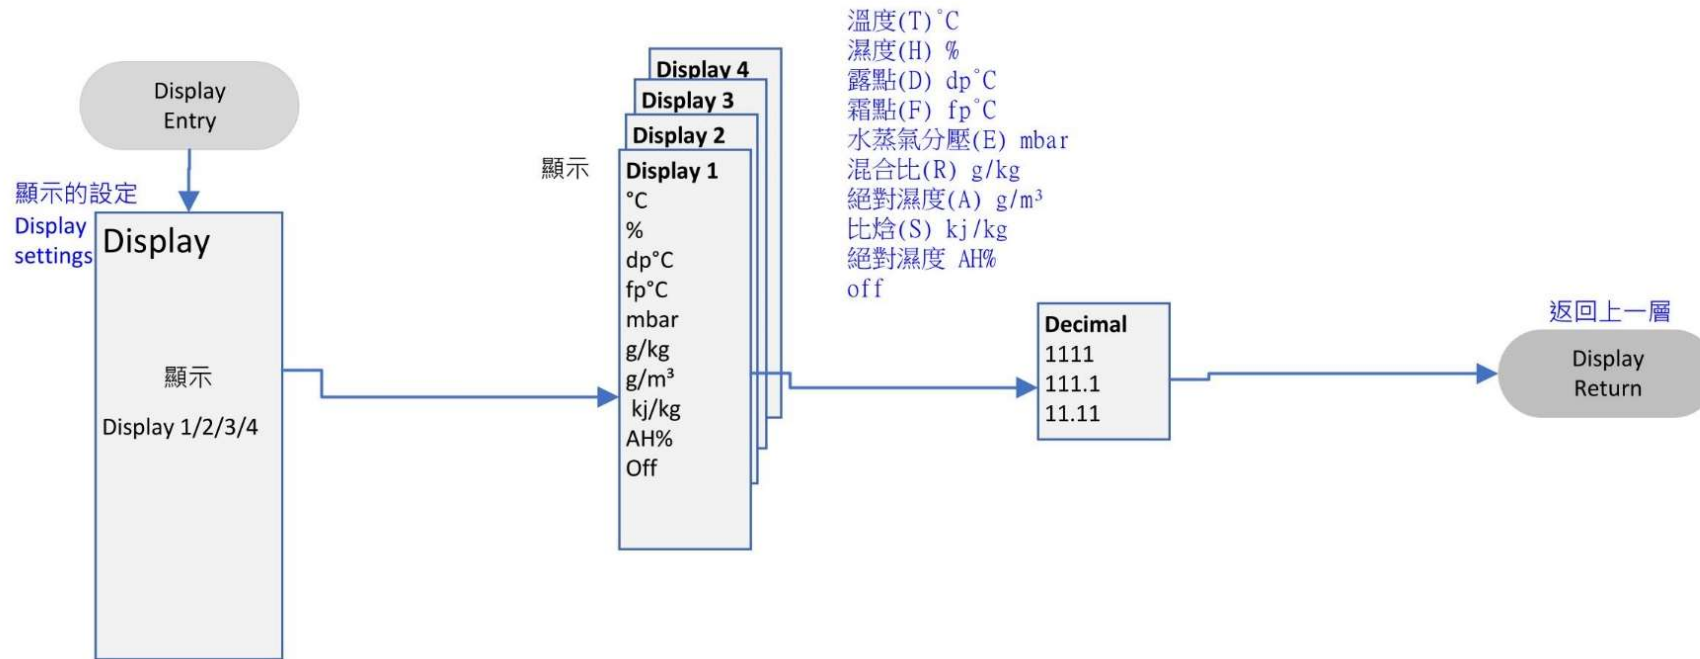 Display
Entry
顯示的設定
Display
settings
Display
顯示
Display 1/2/3/4
顯示
Display 4
Display 3
Display 2
Display 1
°C
%
dp°C
fp°C
mbar
g/kg
g/m³
kj/kg
AH%
Off
溫度(T)°C
濕度(H) %
露點(D) dp°C
霜點(F) fp°C
水蒸氣分壓(E) mbar
混合比(R) g/kg
絕對濕度(A) g/m³
比焓(S) kj/kg
絕對濕度 AH%
off
Decimal
1111
111.1
11.11
返回上一層
Display
Return